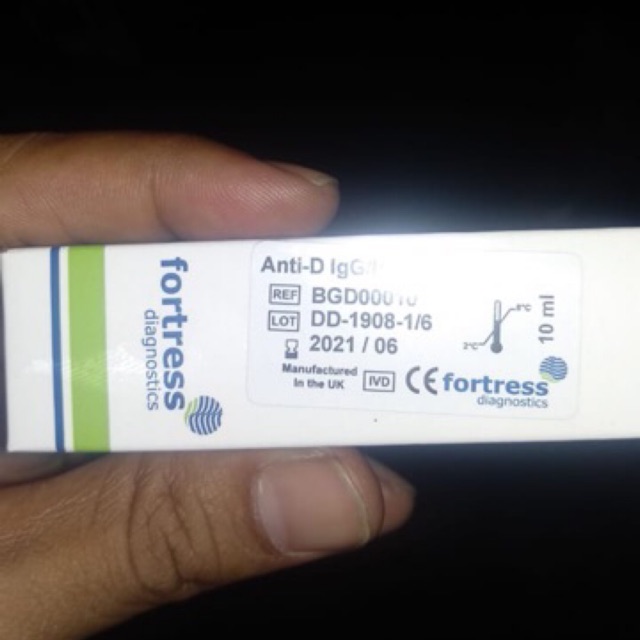 fortress
diagnostics
Anti-D IgG/
REF BGD00010
LOT DD-1908-1/6
2021 / 06
Manufactured
In the UK
IVD CE fortress
diagnostics
2°C
10 ml